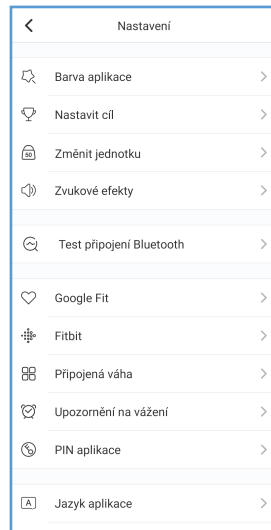 Nastavení
Barva aplikace
Nastavit cíl
50
Změnit jednotku
Zvukové efekty
Test připojení Bluetooth
Google Fit
Fitbit
Připojená váha
Upozornění na vážení
PIN aplikace
A
Jazyk aplikace